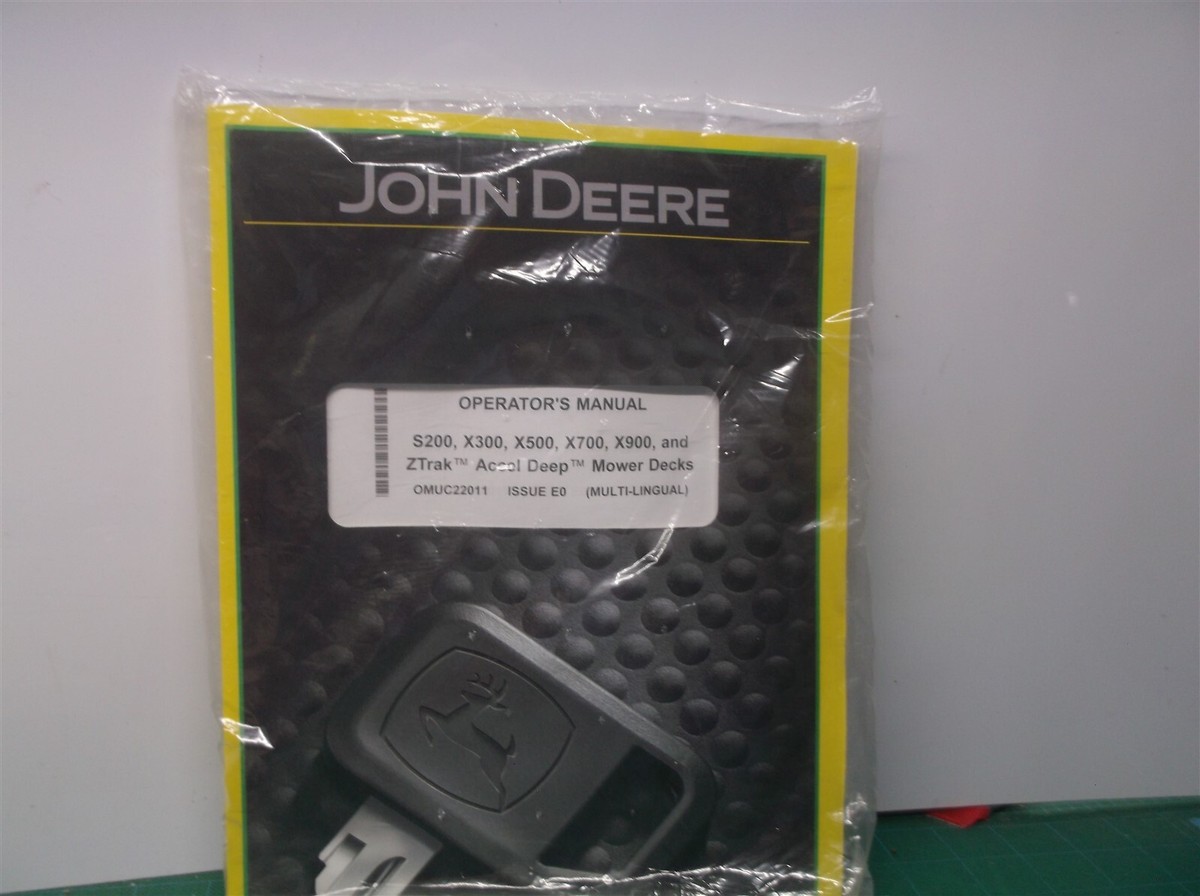 JOHN DEERE
OPERATOR'S MANUAL
S200, X300, X500, X700, X900, and
ZTrak™ Accel Deep™ Mower Decks
OMUC22011 ISSUE E0 (MULTI-LINGUAL)